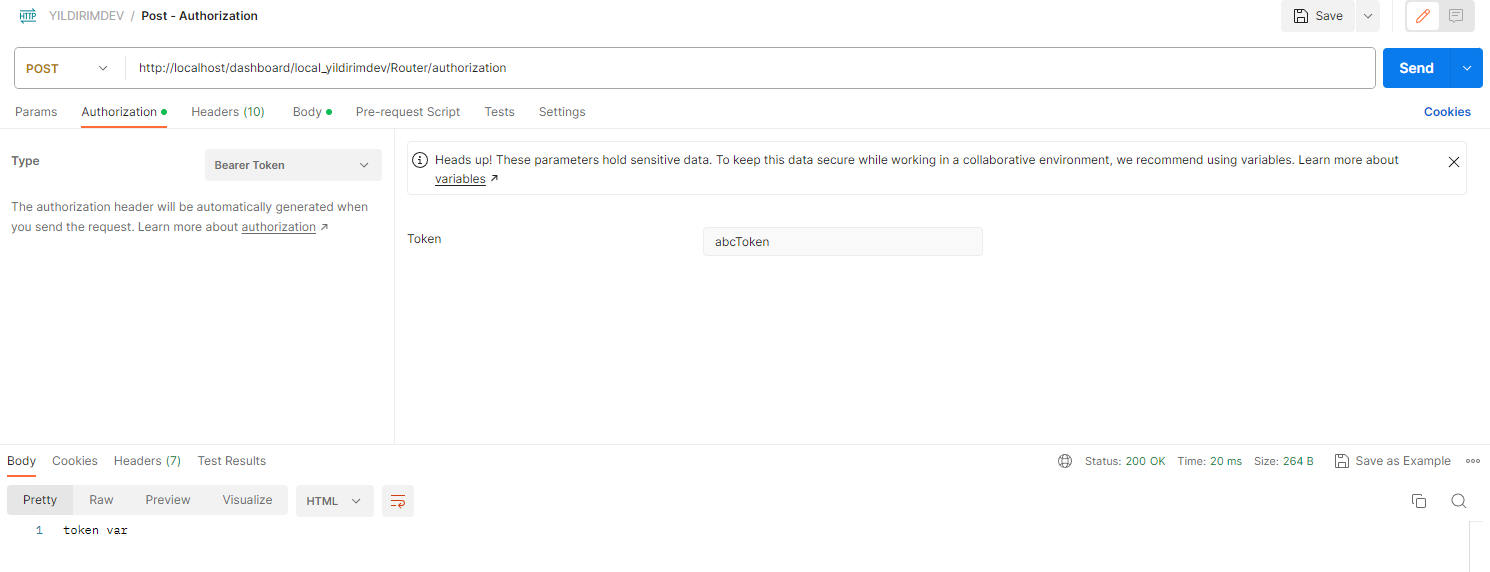 HTTP YILDIRIMDEV / Post - Authorization Save
POST http://localhost/dashboard/local_yildirimdev/Router/authorization Send
Params Authorization Headers (10) Body Pre-request Script Tests Settings Cookies
Type Bearer Token
The authorization header will be automatically generated when
you send the request. Learn more about authorization ↗
Heads up! These parameters hold sensitive data. To keep this data secure while working in a collaborative environment, we recommend using variables. Learn more about
variables ↗
Token abcToken
Body Cookies Headers (7) Test Results Status: 200 OK Time: 20 ms Size: 264 B Save as Example
Pretty Raw Preview Visualize HTML
1 token var